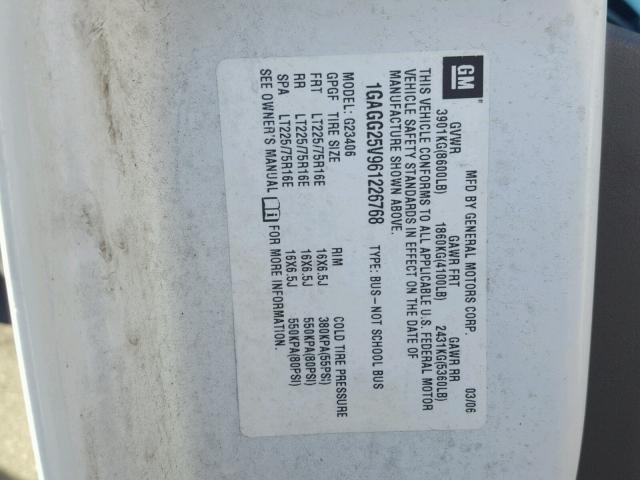 GM
MFD BY GENERAL MOTORS CORP. 03/06
GVWR GAWR FRT GAWR RR
3901KG(8600LB) 1860KG(4100LB) 2431KG(5360LB)
THIS VEHICLE CONFORMS TO ALL APPLICABLE U.S. FEDERAL MOTOR
VEHICLE SAFETY STANDARDS IN EFFECT ON THE DATE OF
MANUFACTURE SHOWN ABOVE.
1GAGG25V961226768 TYPE: BUS–NOT SCHOOL BUS
MODEL: G23406
GPGF TIRE SIZE RIM COLD TIRE PRESSURE
FRT LT225/75R16E 16X6.5J 380KPA(55PSI)
RR LT225/75R16E 16X6.5J 550KPA(80PSI)
SPA LT225/75R16E 16X6.5J 550KPA(80PSI)
SEE OWNER'S MANUAL FOR MORE INFORMATION.